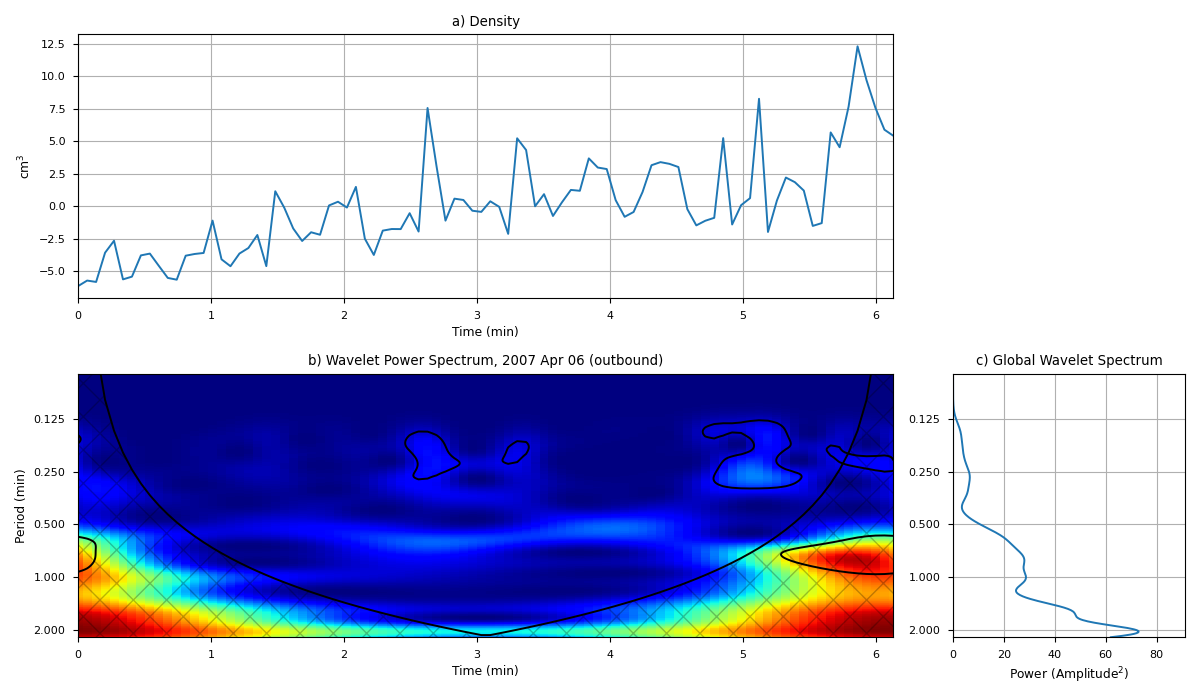 a) Density
12.5
10.0
7.5
5.0
2.5
0.0
−2.5
−5.0
cm³
0 1 2 3 4 5 6
Time (min)
b) Wavelet Power Spectrum, 2007 Apr 06 (outbound)
0.125
0.250
0.500
1.000
2.000
Period (min)
0 1 2 3 4 5 6
Time (min)
c) Global Wavelet Spectrum
0.125
0.250
0.500
1.000
2.000
0 20 40 60 80
Power (Amplitude²)